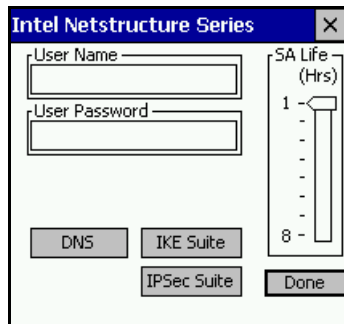 Intel Netstructure Series
User Name
User Password
SA Life
(Hrs)
1
8
DNS
IKE Suite
IPSec Suite
Done